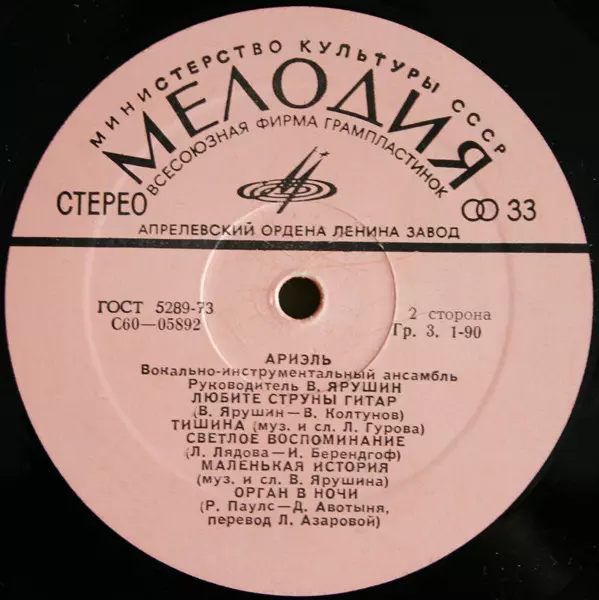 МИНИСТЕРСТВО КУЛЬТУРЫ СССР
МЕЛОДИЯ
ВСЕСОЮЗНАЯ ФИРМА ГРАМПЛАСТИНОК
СТЕРЕО
33
АПРЕЛЕВСКИЙ ОРДЕНА ЛЕНИНА ЗАВОД
ГОСТ 5289-73
С60—05892
2 сторона
Гр. 3. 1-90
АРИЭЛЬ
Вокально-инструментальный ансамбль
Руководитель В. ЯРУШИН
ЛЮБИТЕ СТРУНЫ ГИТАР
(В. Ярушин—В. Колтунов)
ТИШИНА (муз. и сл. Л. Гурова)
СВЕТЛОЕ ВОСПОМИНАНИЕ
(Л. Лядова—И. Берендгоф)
МАЛЕНЬКАЯ ИСТОРИЯ
(муз. и сл. В. Ярушина)
ОРГАН В НОЧИ
(Р. Паулс—Д. Авотыня,
перевод Л. Азаровой)